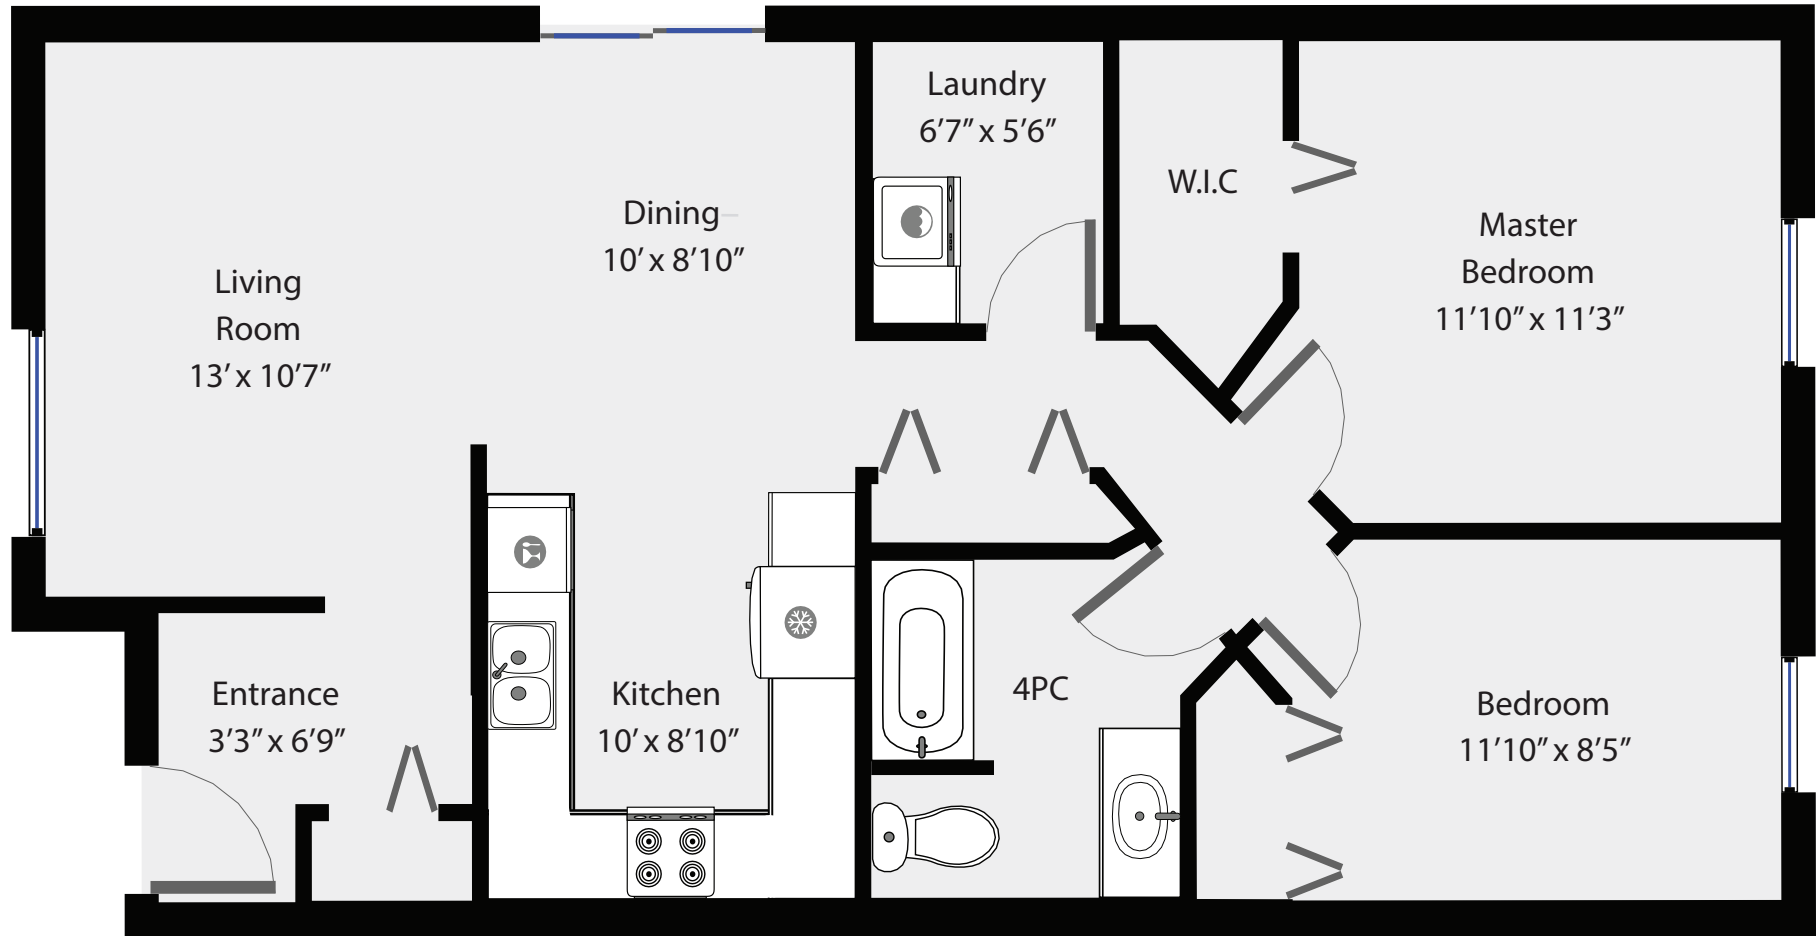 Laundry
6’7” x 5’6”
W.I.C
Dining
10’ x 8’10”
Master
Bedroom
11’10” x 11’3”
Living
Room
13’ x 10’7”
Entrance
3’3” x 6’9”
Kitchen
10’ x 8’10”
4PC
Bedroom
11’10” x 8’5”